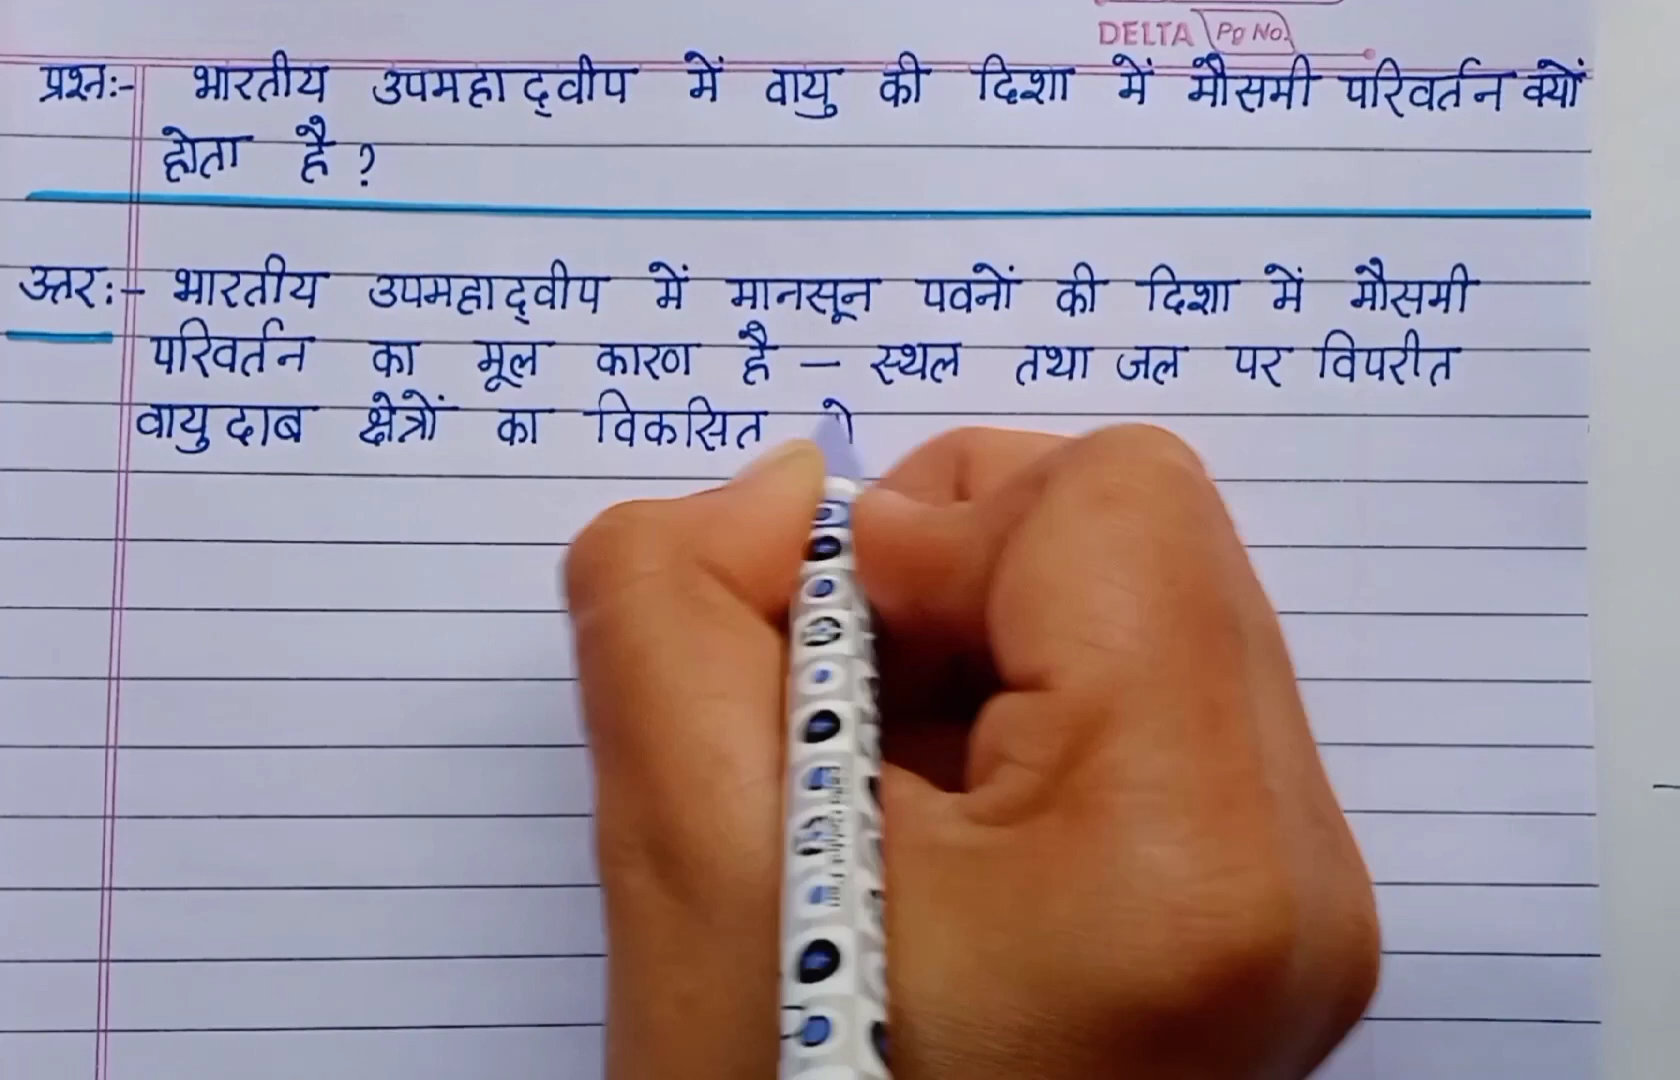 DELTA Pg No.
प्रश्न:- भारतीय उपमहाद्वीप में वायु की दिशा में मौसमी परिवर्तन क्यों
होता है ?
उत्तर:- भारतीय उपमहाद्वीप में मानसून पवनों की दिशा में मौसमी
परिवर्तन का मूल कारण है – स्थल तथा जल पर विपरीत
वायु दाब क्षेत्रों का विकसित